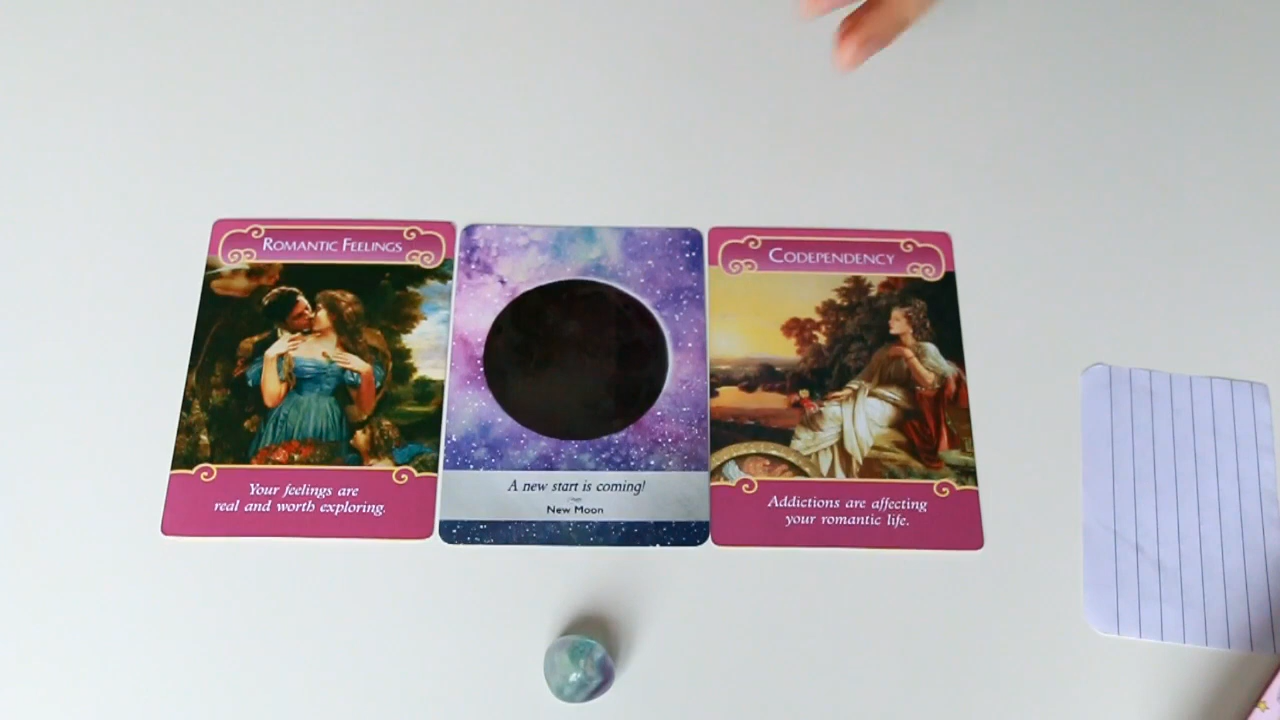 ROMANTIC FEELINGS
Your feelings are
real and worth exploring.
A new start is coming!
New Moon
CODEPENDENCY
Addictions are affecting
your romantic life.